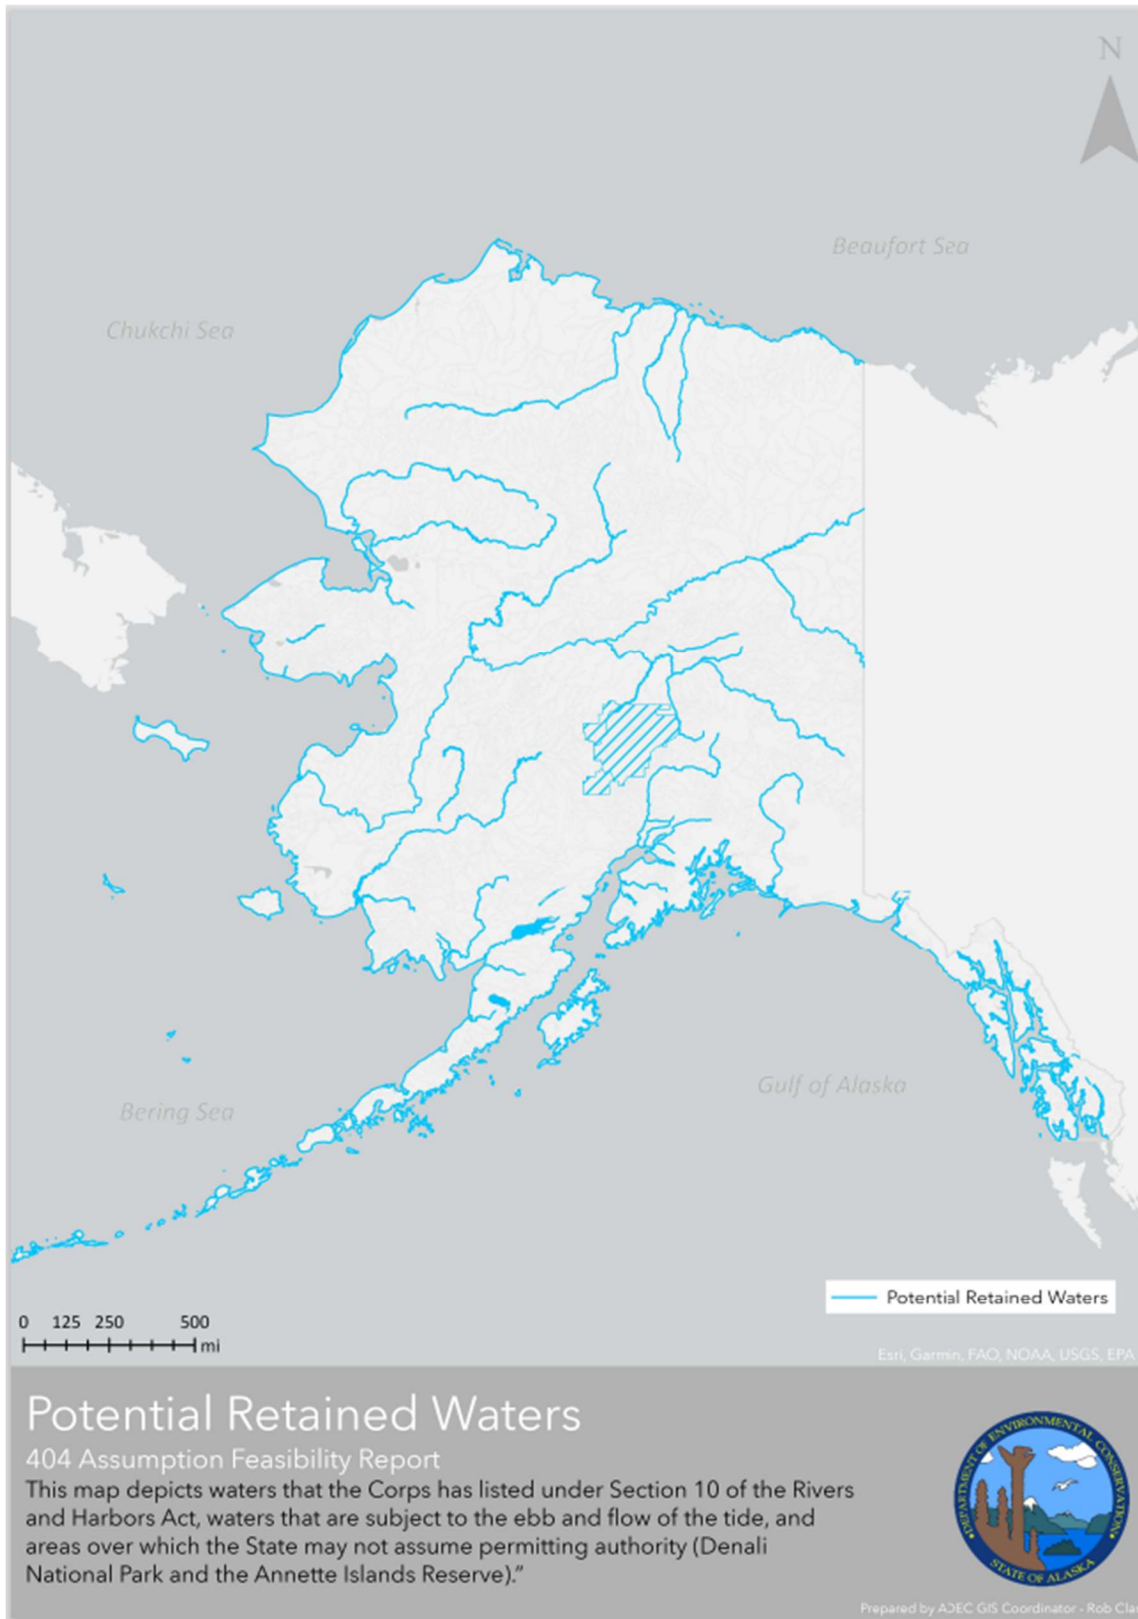 N
Beaufort Sea
Chukchi Sea
Gulf of Alaska
Bering Sea
Potential Retained Waters
0 125 250 500
mi
Esri, Garmin, FAO, NOAA, USGS, EPA
Potential Retained Waters
404 Assumption Feasibility Report
This map depicts waters that the Corps has listed under Section 10 of the Rivers
and Harbors Act, waters that are subject to the ebb and flow of the tide, and
areas over which the State may not assume permitting authority (Denali
National Park and the Annette Islands Reserve)."
DEPARTMENT OF ENVIRONMENTAL CONSERVATION
STATE OF ALASKA
Prepared by ADEC GIS Coordinator - Rob